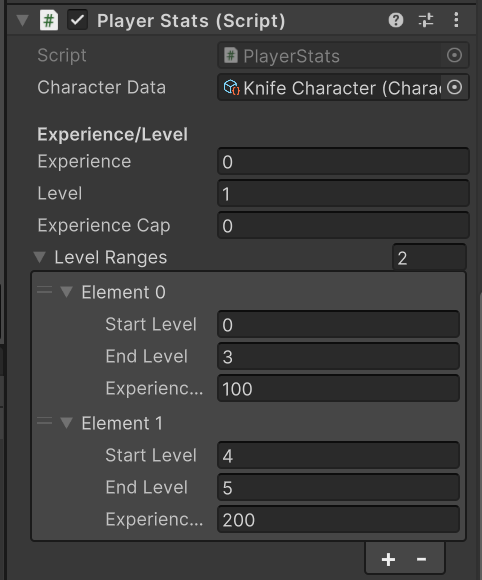 # Player Stats (Script)
Script # PlayerStats
Character Data Knife Character (Charac
Experience/Level
Experience 0
Level 1
Experience Cap 0
Level Ranges 2
Element 0
Start Level 0
End Level 3
Experienc... 100
Element 1
Start Level 4
End Level 5
Experienc... 200
+ -